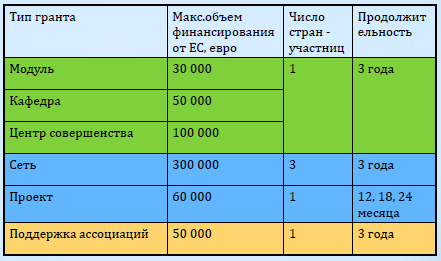 Тип гранта Макс.объем финансирования от ЕС, евро Число стран - участниц Продолжит ельность
Модуль 30 000 1 3 года
Кафедра 50 000
Центр совершенства 100 000
Сеть 300 000 3 3 года
Проект 60 000 1 12, 18, 24 месяца
Поддержка ассоциаций 50 000 1 3 года